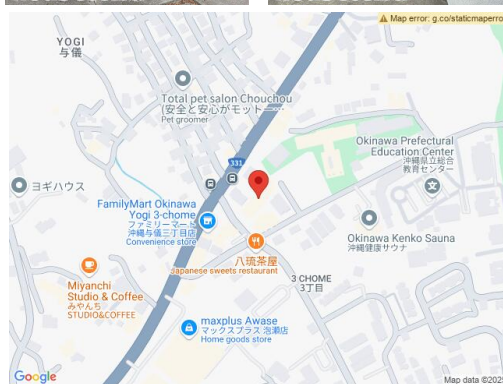 Map error: g.co/staticmaperro
YOGI
与儀
Total pet salon Chouchou
(安全と安心がモットー…
Pet groomer
Okinawa Prefectural
Education Center
沖縄県立総合
教育センター
331
ヨギハウス
FamilyMart Okinawa
Yogi 3-chome
ファミリーマート
沖縄与儀三丁目店
Convenience store
Okinawa Kenko Sauna
沖縄健康サウナ
八琉茶屋
Japanese sweets restaurant
3 CHOME
3丁目
Miyanchi
Studio & Coffee
みやんち
STUDIO&COFFEE
maxplus Awase
マックスプラス 泡瀬店
Home goods store
Google
Map data ©202